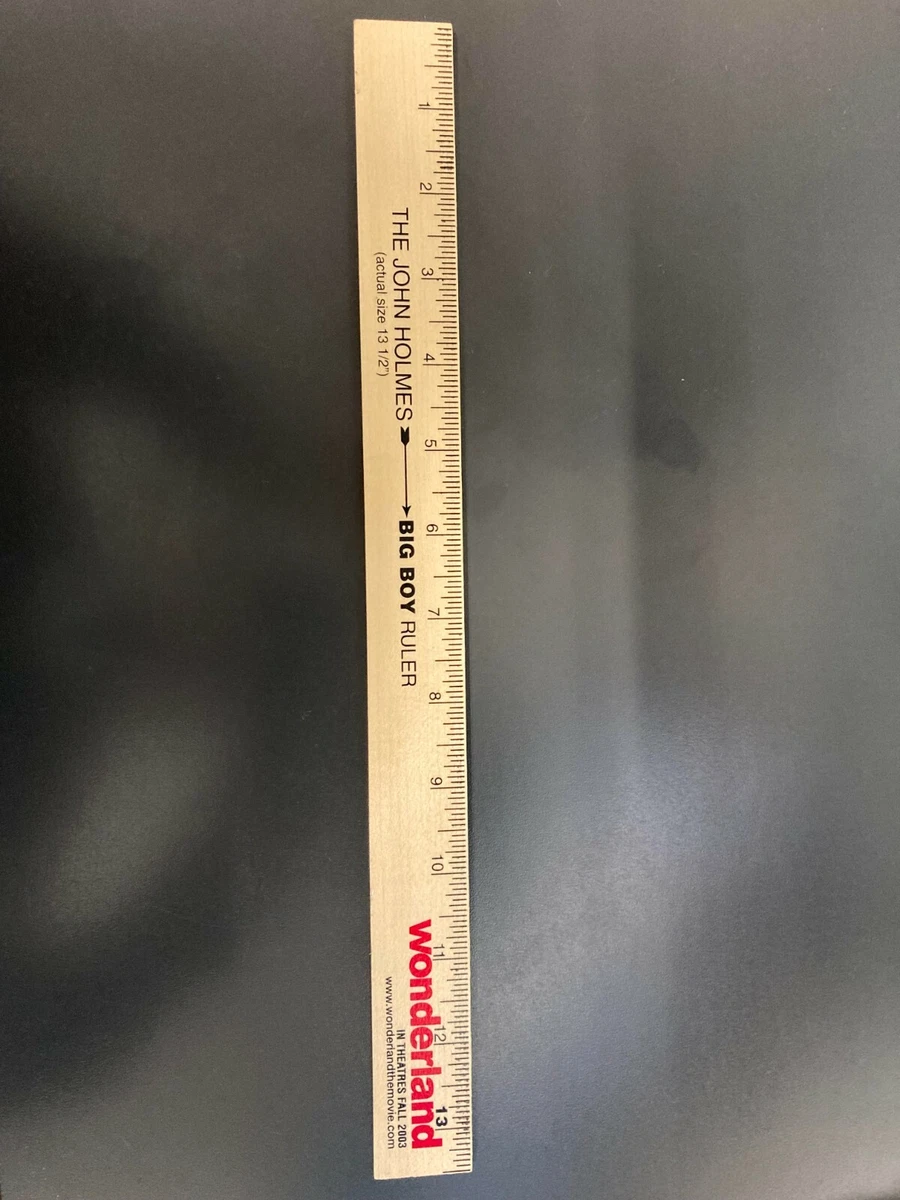 1 2 3 4 5 6 7 8 9 10 11 12 13
THE JOHN HOLMES BIG BOY RULER
(actual size 13 1/2")
wonderland
IN THEATRES FALL 2003
www.wonderlandthemovie.com